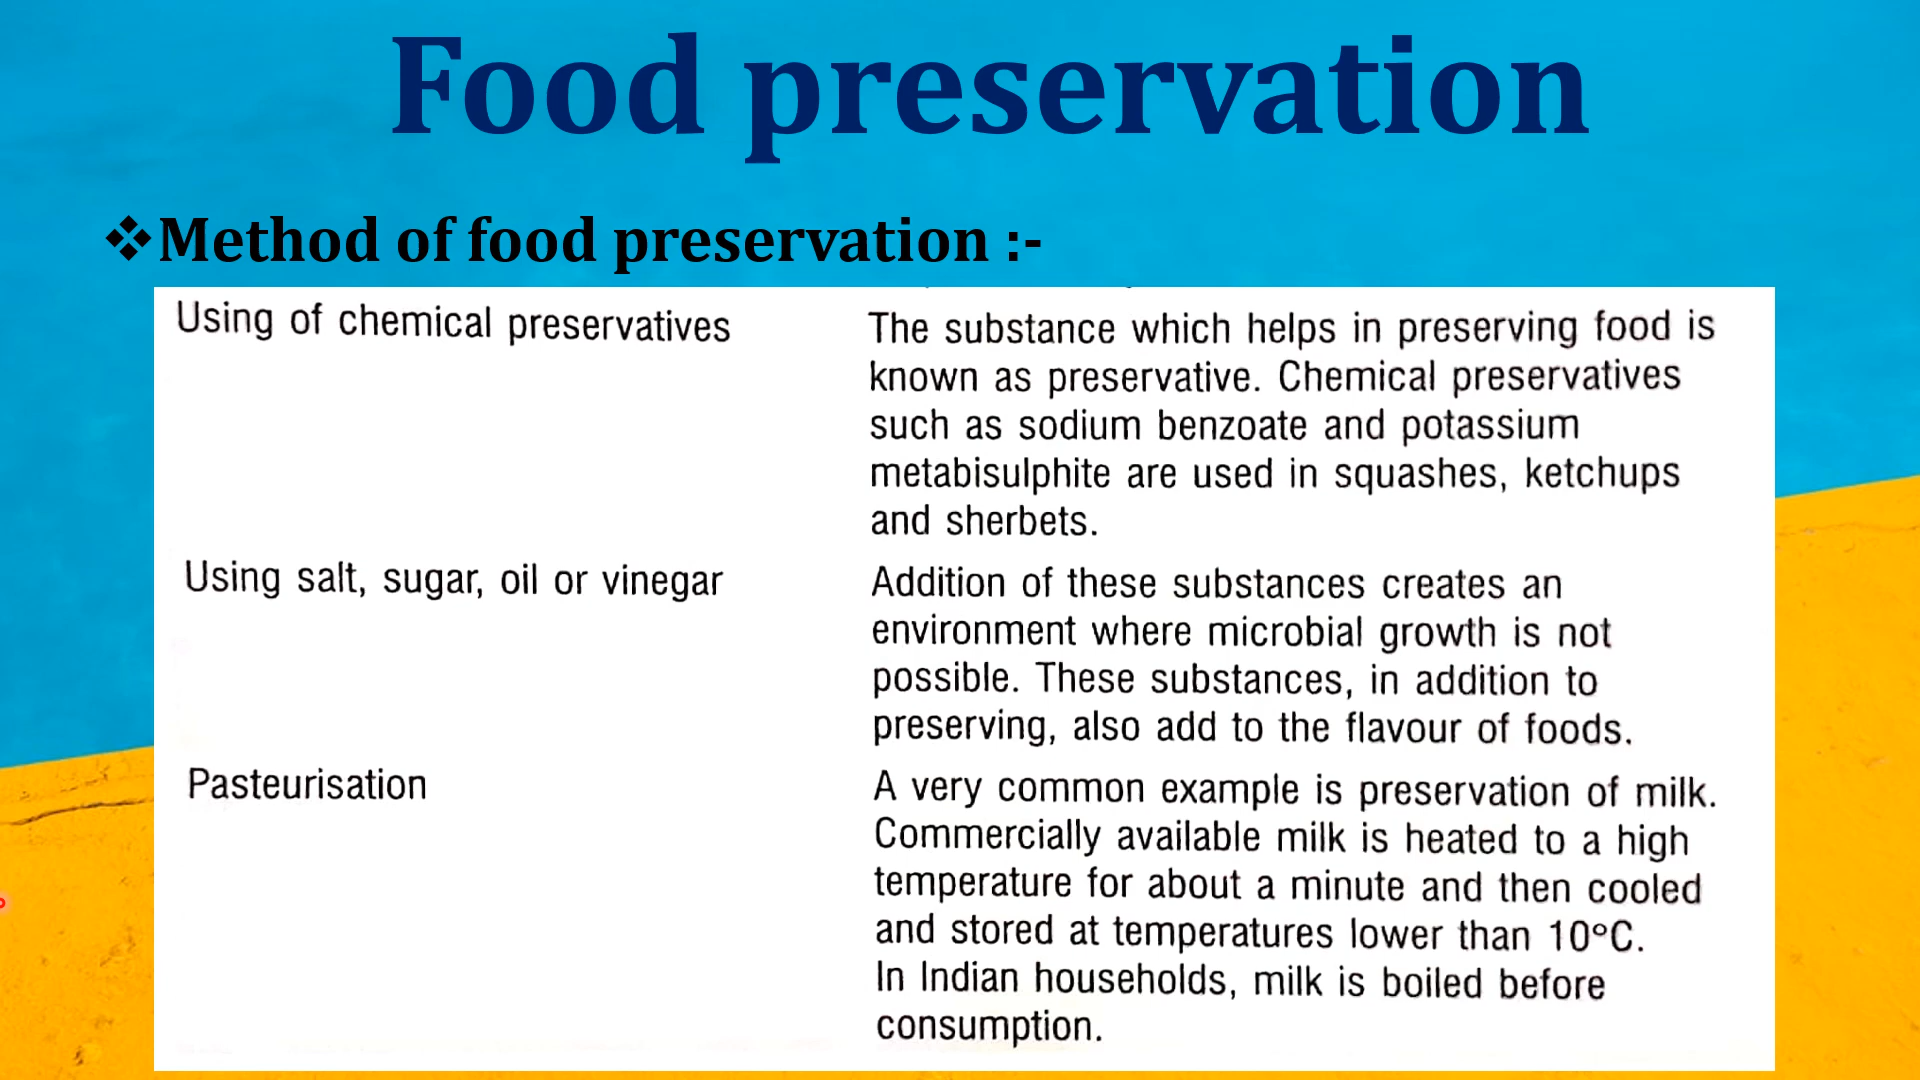 Food preservation
❖Method of food preservation :-
Using of chemical preservatives
The substance which helps in preserving food is
known as preservative. Chemical preservatives
such as sodium benzoate and potassium
metabisulphite are used in squashes, ketchups
and sherbets.
Using salt, sugar, oil or vinegar
Addition of these substances creates an
environment where microbial growth is not
possible. These substances, in addition to
preserving, also add to the flavour of foods.
Pasteurisation
A very common example is preservation of milk.
Commercially available milk is heated to a high
temperature for about a minute and then cooled
and stored at temperatures lower than 10°C.
In Indian households, milk is boiled before
consumption.